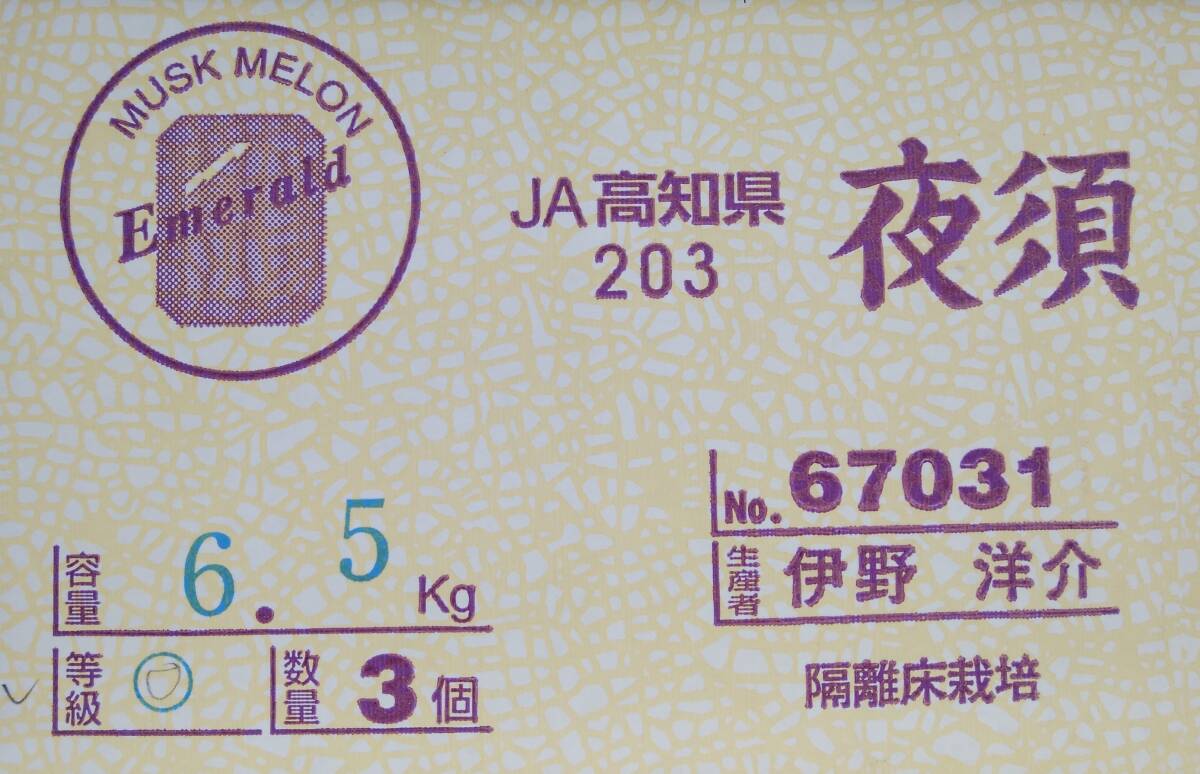 MUSK MELON
Emerald
JA高知県 夜須
203
No. 67031
生産者 伊野 洋介
隔離床栽培
容量 6.5 Kg
等級 ○
数量 3個